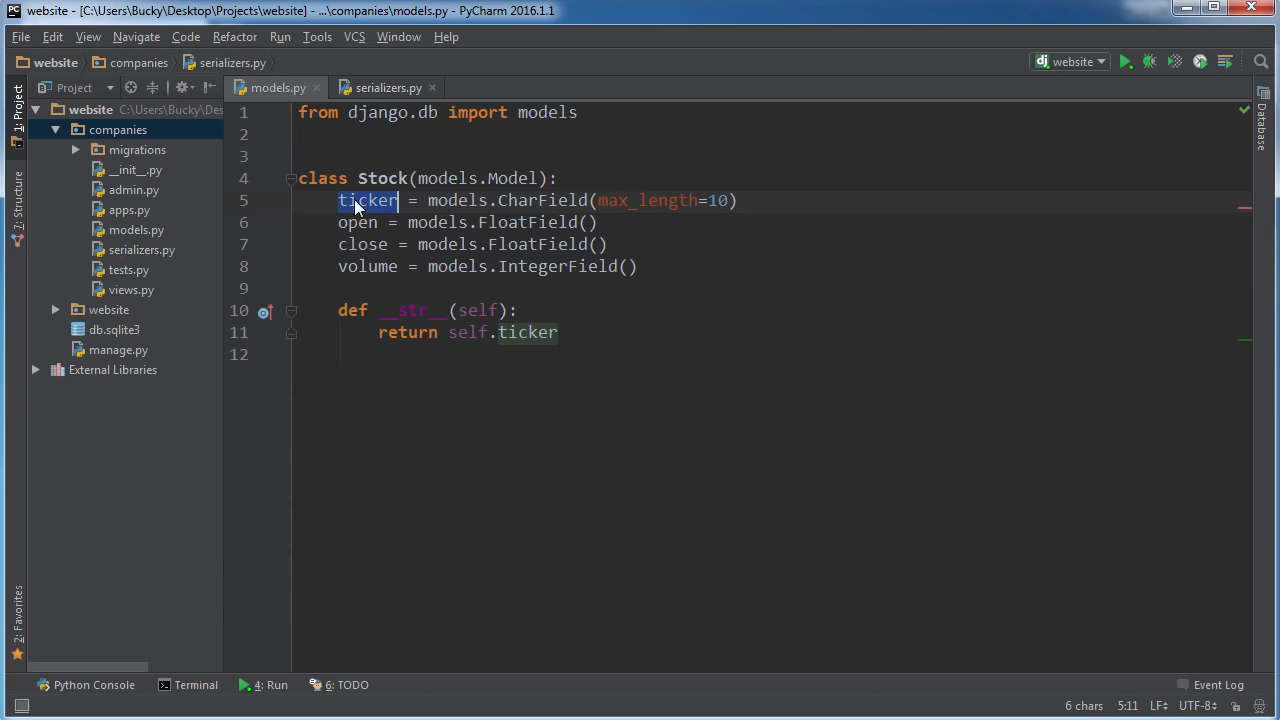 website - [C:\Users\Bucky\Desktop\Projects\website] - ...\companies\models.py - PyCharm 2016.1.1
File Edit View Navigate Code Refactor Run Tools VCS Window Help
website companies serializers.py
website
Project
models.py serializers.py
1: Project
7: Structure
2: Favorites
Database
website C:\Users\Bucky\Des
companies
migrations
__init__.py
admin.py
apps.py
models.py
serializers.py
tests.py
views.py
website
db.sqlite3
manage.py
External Libraries
1 from django.db import models
2
3
4 class Stock(models.Model):
5 ticker = models.CharField(max_length=10)
6 open = models.FloatField()
7 close = models.FloatField()
8 volume = models.IntegerField()
9
10 def __str__(self):
11 return self.ticker
12
Python Console Terminal 4: Run 6: TODO Event Log
6 chars 5:11 LF UTF-8